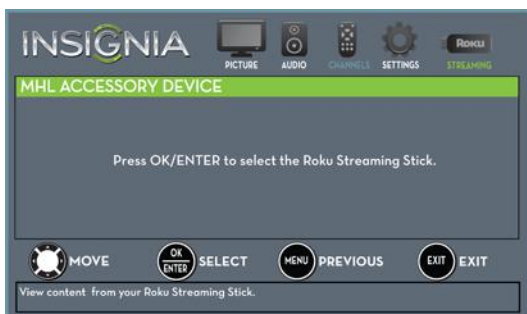 INSIGNIA
PICTURE AUDIO CHANNELS SETTINGS ROKU STREAMING
MHL ACCESSORY DEVICE
Press OK/ENTER to select the Roku Streaming Stick.
MOVE OK ENTER SELECT MENU PREVIOUS EXIT EXIT
View content from your Roku Streaming Stick.